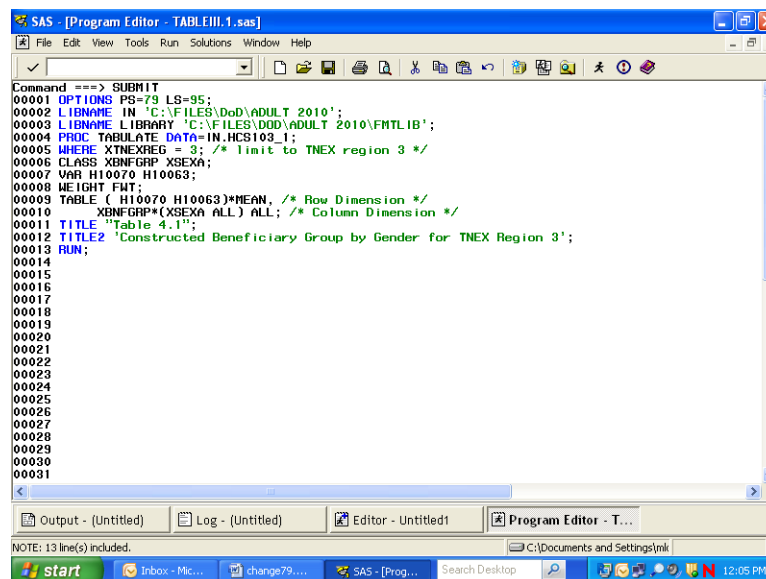 SAS - [Program Editor - TABLEIII.1.sas]
File Edit View Tools Run Solutions Window Help
Command ===> SUBMIT
00001 OPTIONS PS=79 LS=95;
00002 LIBNAME IN 'C:\FILES\DoD\ADULT 2010';
00003 LIBNAME LIBRARY 'C:\FILES\DOD\ADULT 2010\FMTLIB';
00004 PROC TABULATE DATA=IN.HCS103_1;
00005 WHERE XTNEXREG = 3; /* limit to TNEX region 3 */
00006 CLASS XBNFGRP XSEXA;
00007 VAR H10070 H10063;
00008 WEIGHT FWT;
00009 TABLE ( H10070 H10063)*MEAN, /* Row Dimension */
00010 XBNFGRP*(XSEXA ALL) ALL; /* Column Dimension */
00011 TITLE "Table 4.1";
00012 TITLE2 'Constructed Beneficiary Group by Gender for TNEX Region 3';
00013 RUN;
00014
00015
00016
00017
00018
00019
00020
00021
00022
00023
00024
00025
00026
00027
00028
00029
00030
00031
Output - (Untitled) Log - (Untitled) Editor - Untitled1 Program Editor - T...
NOTE: 13 line(s) included. C:\Documents and Settings\mk
start Inbox - Mic... change79.... SAS - [Prog... Search Desktop N 12:05 PM